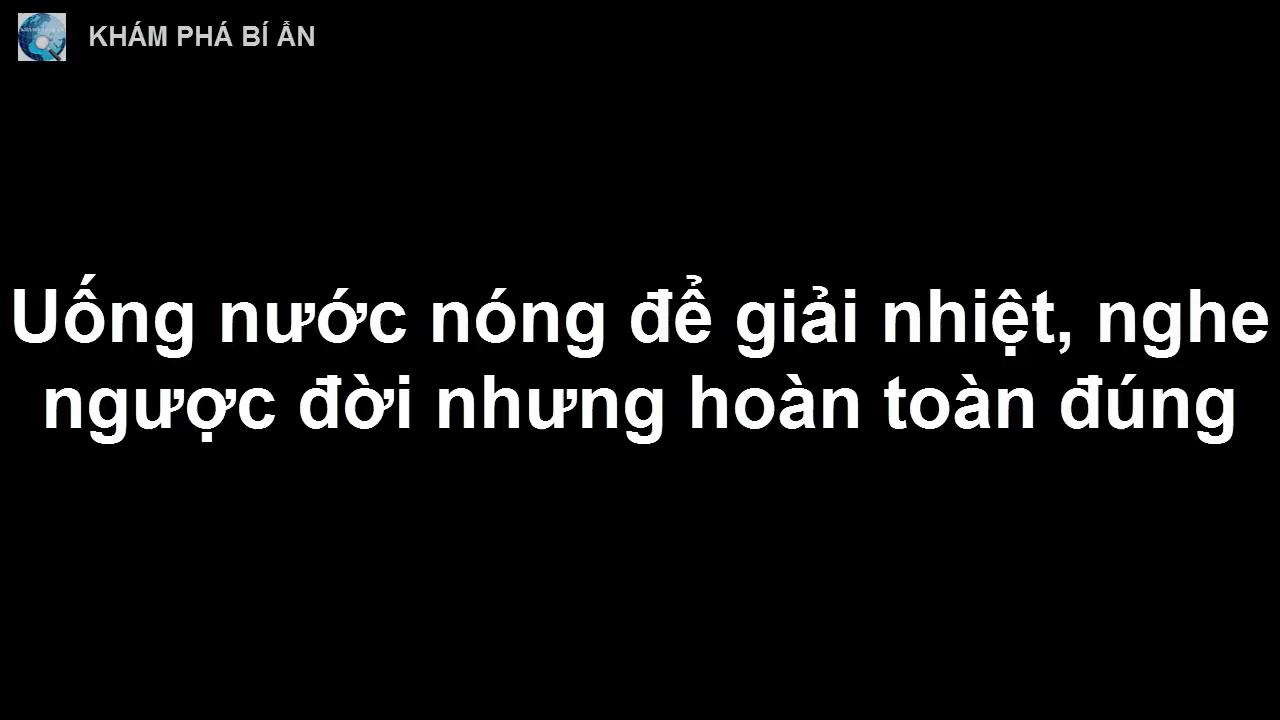 KHÁM PHÁ BÍ ẨN
Uống nước nóng để giải nhiệt, nghe
ngược đời nhưng hoàn toàn đúng